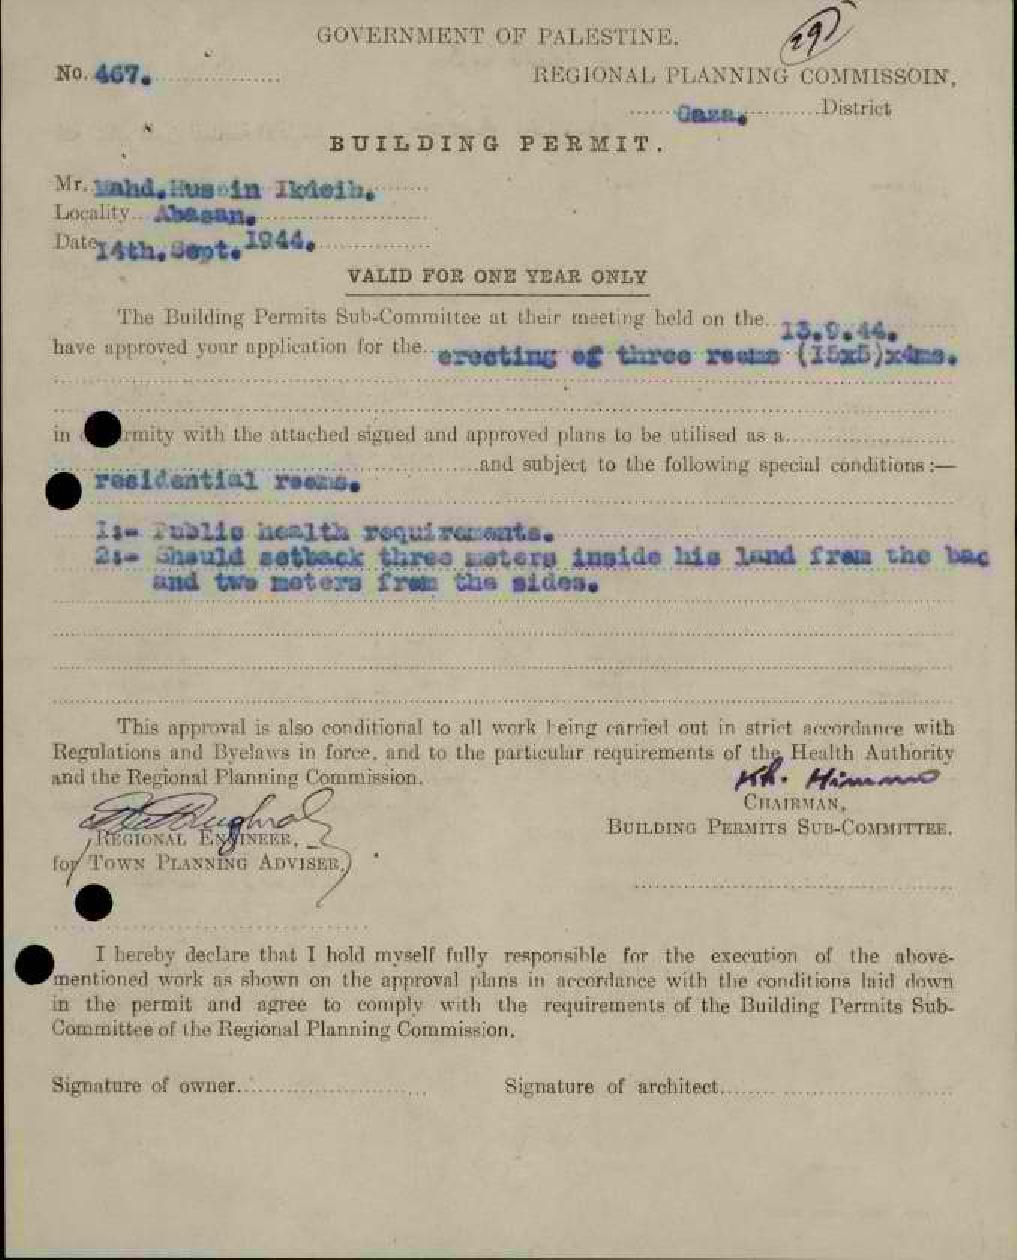 GOVERNMENT OF PALESTINE.
29
No. 467.
REGIONAL PLANNING COMMISSOIN,
Gaza. District
BUILDING PERMIT.
Mr. Mahd. Husein Ikdeih.
Locality Abasan.
Date 14th. Sept. 1944.
VALID FOR ONE YEAR ONLY
The Building Permits Sub-Committee at their meeting held on the 13.9.44.
have approved your application for the erecting of three rooms (15x5)x4ms.
in rmity with the attached signed and approved plans to be utilised as a
and subject to the following special conditions :—
residential rooms.
1:- Public health requirements.
2:- Should setback three meters inside his land from the bac
and two meters from the sides.
This approval is also conditional to all work being carried out in strict accordance with
Regulations and Byelaws in force, and to the particular requirements of the Health Authority
and the Regional Planning Commission.
CHAIRMAN,
BUILDING PERMITS SUB-COMMITTEE.
REGIONAL ENGINEER,
for TOWN PLANNING ADVISER,
I hereby declare that I hold myself fully responsible for the execution of the above-
mentioned work as shown on the approval plans in accordance with the conditions laid down
in the permit and agree to comply with the requirements of the Building Permits Sub-
Committee of the Regional Planning Commission.
Signature of owner
Signature of architect